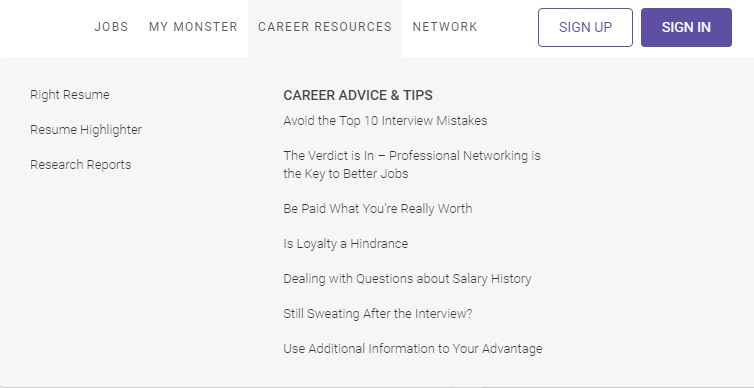 JOBS MY MONSTER CAREER RESOURCES NETWORK SIGN UP SIGN IN
Right Resume
Resume Highlighter
Research Reports
CAREER ADVICE & TIPS
Avoid the Top 10 Interview Mistakes
The Verdict is In – Professional Networking is
the Key to Better Jobs
Be Paid What You're Really Worth
Is Loyalty a Hindrance
Dealing with Questions about Salary History
Still Sweating After the Interview?
Use Additional Information to Your Advantage